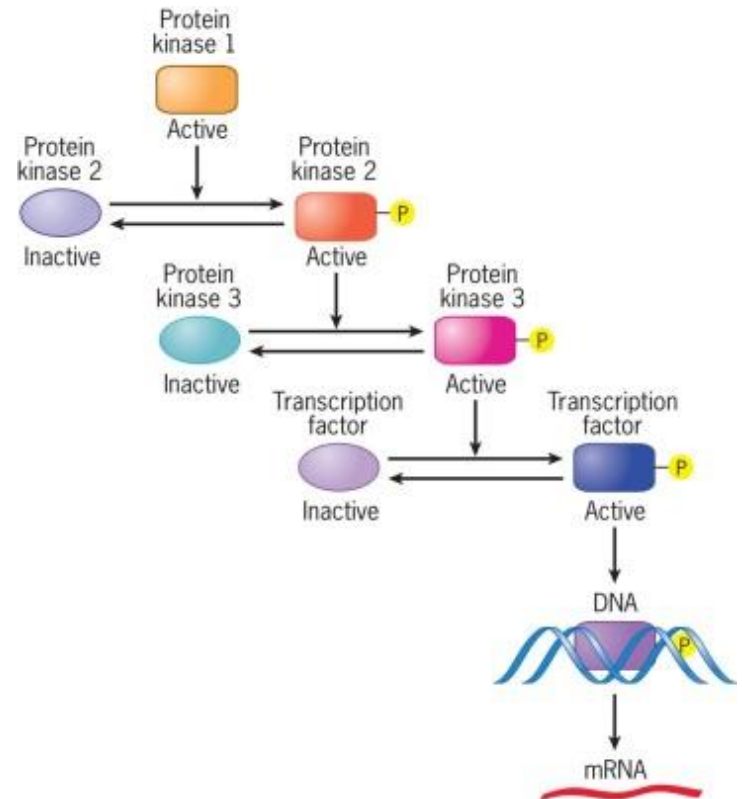 Protein
kinase 1
Active
Protein
kinase 2
Inactive
Protein
kinase 2
P
Active
Protein
kinase 3
Inactive
Protein
kinase 3
P
Active
Transcription
factor
Inactive
Transcription
factor
P
Active
DNA
P
mRNA